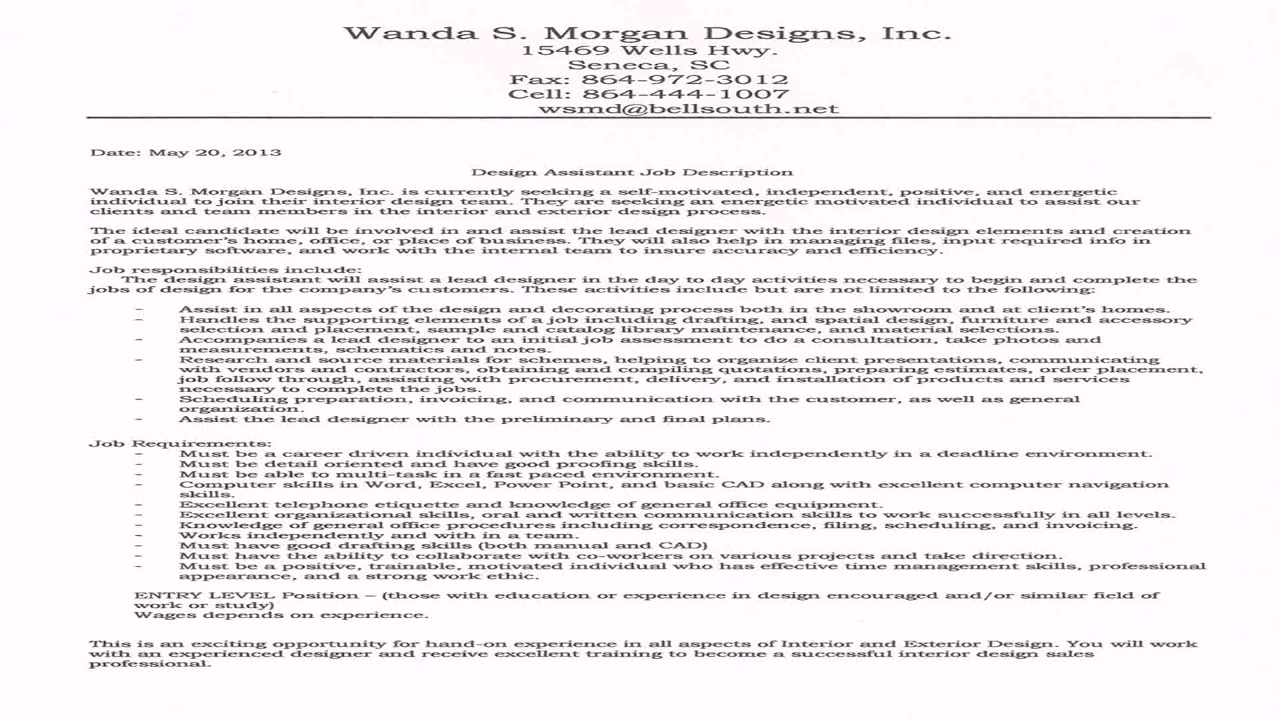 Wanda S. Morgan Designs, Inc.
15469 Wells Hwy.
Seneca, SC
Fax: 864-972-3012
Cell: 864-444-1007
wsmd@bellsouth.net
Date: May 20, 2013
Design Assistant Job Description
Wanda S. Morgan Designs, Inc. is currently seeking a self-motivated, independent, positive, and energetic
individual to join their interior design team. They are seeking an energetic motivated individual to assist our
clients and team members in the interior and exterior design process.
The ideal candidate will be involved in and assist the lead designer with the interior design elements and creation
of a customer's home, office, or place of business. They will also help in managing files, input required info in
proprietary software, and work with the internal team to insure accuracy and efficiency.
Job responsibilities include:
The design assistant will assist a lead designer in the day to day activities necessary to begin and complete the
jobs of design for the company's customers. These activities include but are not limited to the following:
- Assist in all aspects of the design and decorating process both in the showroom and at client's homes.
- Handles the supporting elements of a job including drafting, and spatial design, furniture and accessory
selection and placement, sample and catalog library maintenance, and material selections.
- Accompanies a lead designer to an initial job assessment to do a consultation, take photos and
measurements, schematics and notes.
- Research and source materials for schemes, helping to organize client presentations, communicating
with vendors and contractors, obtaining and compiling quotations, preparing estimates, order placement,
job follow through, assisting with procurement, delivery, and installation of products and services
necessary to complete the jobs.
- Scheduling preparation, invoicing, and communication with the customer, as well as general
organization.
- Assist the lead designer with the preliminary and final plans.
Job Requirements:
- Must be a career driven individual with the ability to work independently in a deadline environment.
- Must be detail oriented and have good proofing skills.
- Must be able to multi-task in a fast paced environment.
- Computer skills in Word, Excel, Power Point, and basic CAD along with excellent computer navigation
skills.
- Excellent telephone etiquette and knowledge of general office equipment.
- Excellent organizational skills, oral and written communication skills to work successfully in all levels.
- Knowledge of general office procedures including correspondence, filing, scheduling, and invoicing.
- Works independently and with in a team.
- Must have good drafting skills (both manual and CAD)
- Must have the ability to collaborate with co-workers on various projects and take direction.
- Must be a positive, trainable, motivated individual who has effective time management skills, professional
appearance, and a strong work ethic.
ENTRY LEVEL Position – (those with education or experience in design encouraged and/or similar field of
work or study)
Wages depends on experience.
This is an exciting opportunity for hand-on experience in all aspects of Interior and Exterior Design. You will work
with an experienced designer and receive excellent training to become a successful interior design sales
professional.